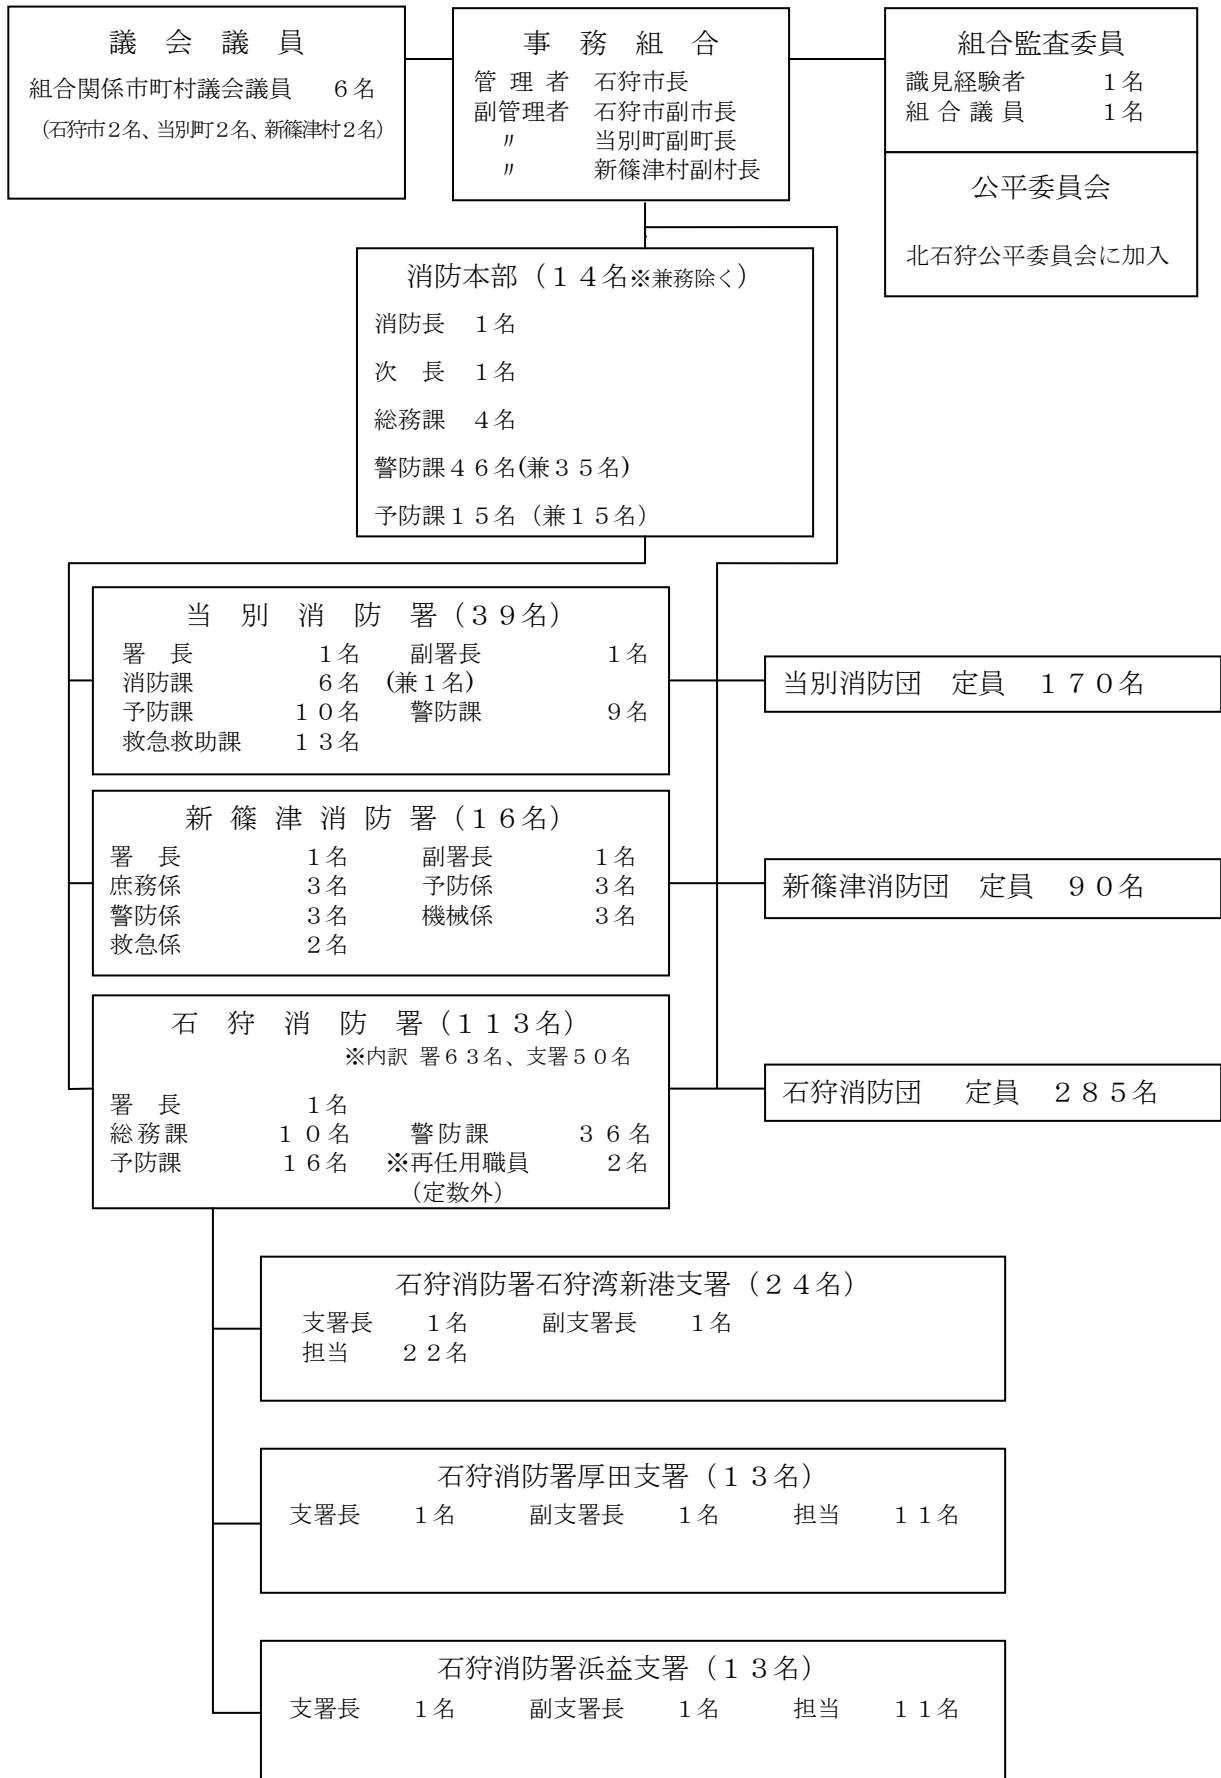 議 会 議 員
組合関係市町村議会議員 ６名
（石狩市２名、当別町２名、新篠津村２名）
事 務 組 合
管 理 者 石狩市長
副管理者 石狩市副市長
〃 当別町副町長
〃 新篠津村副村長
組合監査委員
識見経験者 １名
組 合 議 員 １名
公平委員会
北石狩公平委員会に加入
消防本部（１４名※兼務除く）
消防長 １名
次 長 １名
総務課 ４名
警防課４６名(兼３５名)
予防課１５名（兼１５名）
当 別 消 防 署（３９名）
署 長 １名 副署長 １名
消防課 ６名 (兼１名)
予防課 １０名 警防課 ９名
救急救助課 １３名
当別消防団 定員 １７０名
新 篠 津 消 防 署（１６名）
署 長 １名 副署長 １名
庶務係 ３名 予防係 ３名
警防係 ３名 機械係 ３名
救急係 ２名
新篠津消防団 定員 ９０名
石 狩 消 防 署（１１３名）
※内訳 署６３名、支署５０名
署 長 １名
総務課 １０名 警防課 ３６名
予防課 １６名 ※再任用職員 ２名
（定数外）
石狩消防団 定員 ２８５名
石狩消防署石狩湾新港支署（２４名）
支署長 １名 副支署長 １名
担当 ２２名
石狩消防署厚田支署（１３名）
支署長 １名 副支署長 １名 担当 １１名
石狩消防署浜益支署（１３名）
支署長 １名 副支署長 １名 担当 １１名